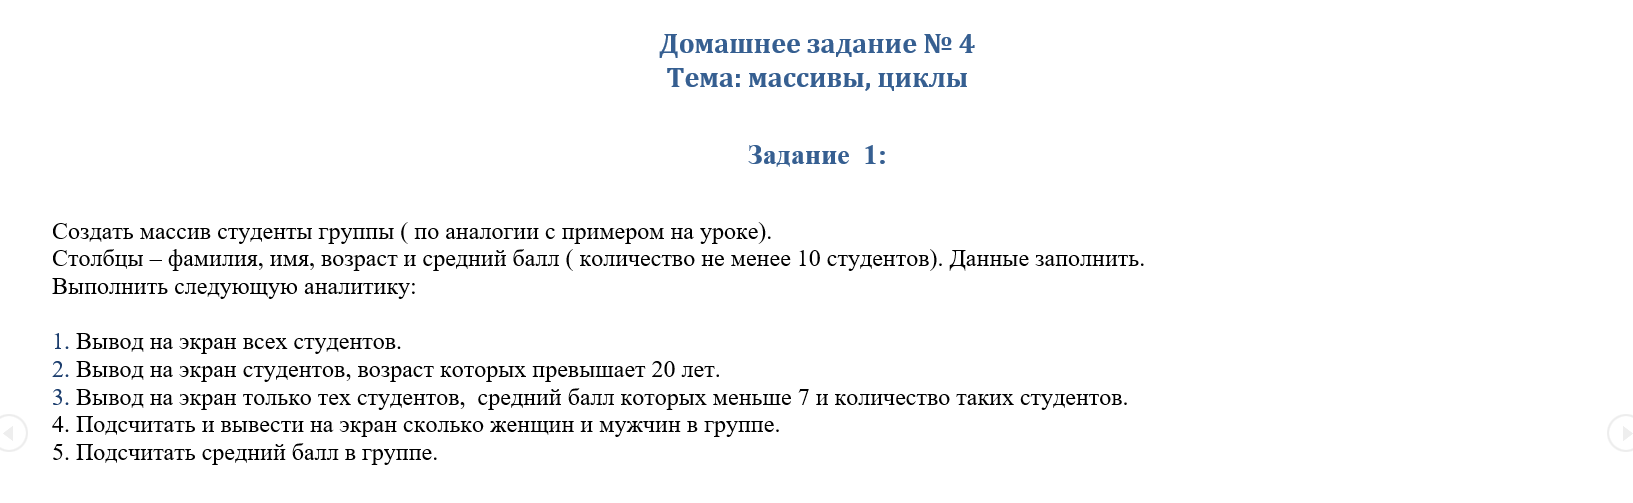 Домашнее задание № 4
Тема: массивы, циклы
Задание 1:
Создать массив студенты группы ( по аналогии с примером на уроке).
Столбцы – фамилия, имя, возраст и средний балл ( количество не менее 10 студентов). Данные заполнить.
Выполнить следующую аналитику:
1. Вывод на экран всех студентов.
2. Вывод на экран студентов, возраст которых превышает 20 лет.
3. Вывод на экран только тех студентов, средний балл которых меньше 7 и количество таких студентов.
4. Подсчитать и вывести на экран сколько женщин и мужчин в группе.
5. Подсчитать средний балл в группе.